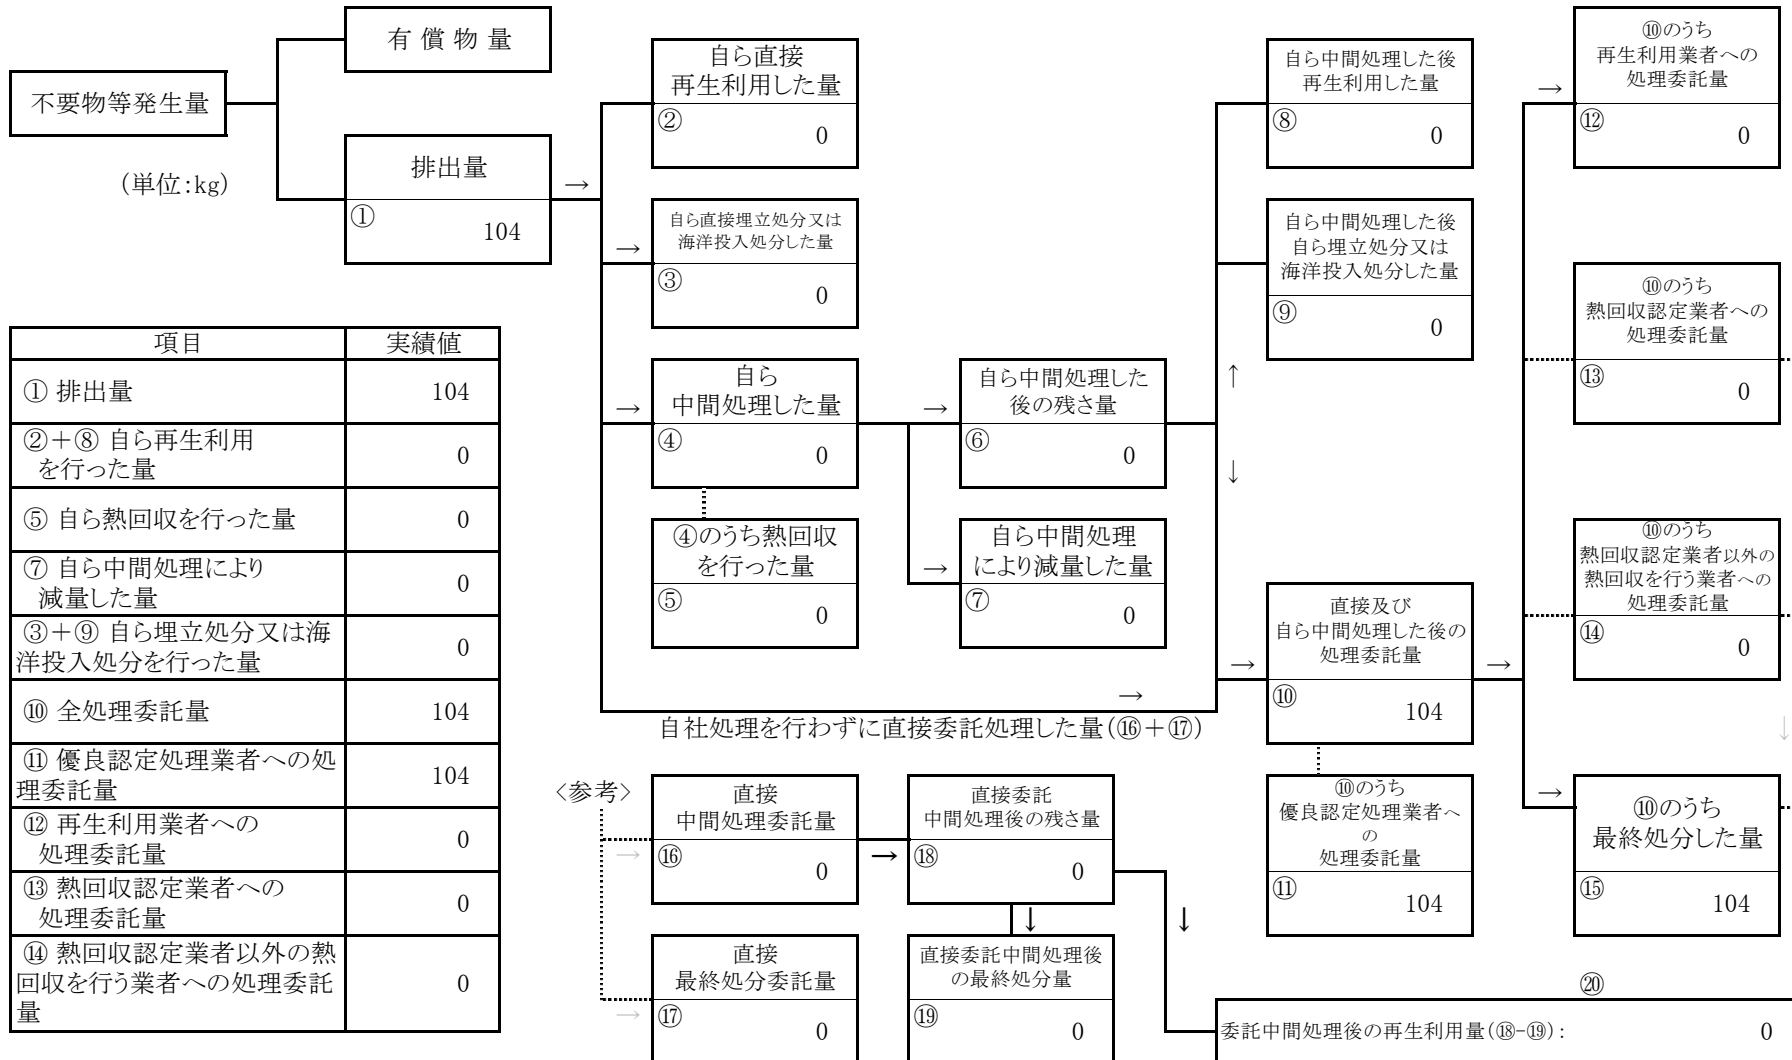 不要物等発生量
(単位:kg)
有 償 物 量
排出量
①
104
→
自ら直接
再生利用した量
②
0
→
自ら直接埋立処分又は
海洋投入処分した量
③
0
→
自ら
中間処理した量
④
0
④のうち熱回収
を行った量
⑤
0
→
自ら中間処理した
後の残さ量
⑥
0
→
自ら中間処理
により減量した量
⑦
0
↑
↓
自ら中間処理した後
再生利用した量
⑧
0
自ら中間処理した後
自ら埋立処分又は
海洋投入処分した量
⑨
0
→
自社処理を行わずに直接委託処理した量(⑯+⑰)
→
直接及び
自ら中間処理した後の
処理委託量
⑩
104
⑩のうち
優良認定処理業者へ
の
処理委託量
⑪
104
→
→
⑩のうち
再生利用業者への
処理委託量
⑫
0
⑩のうち
熱回収認定業者への
処理委託量
⑬
0
⑩のうち
熱回収認定業者以外の
熱回収を行う業者への
処理委託量
⑭
0
↓
→
⑩のうち
最終処分した量
⑮
104
項目 実績値
① 排出量 104
②+⑧ 自ら再生利用
を行った量 0
⑤ 自ら熱回収を行った量 0
⑦ 自ら中間処理により
減量した量 0
③+⑨ 自ら埋立処分又は海
洋投入処分を行った量 0
⑩ 全処理委託量 104
⑪ 優良認定処理業者への処
理委託量 104
⑫ 再生利用業者への
処理委託量 0
⑬ 熱回収認定業者への
処理委託量 0
⑭ 熱回収認定業者以外の熱
回収を行う業者への処理委託
量 0
<参考>
→
直接
中間処理委託量
⑯
0
→
直接委託
中間処理後の残さ量
⑱
0
↓
↓
→
直接
最終処分委託量
⑰
0
直接委託中間処理後
の最終処分量
⑲
0
⑳
委託中間処理後の再生利用量(⑱-⑲): 0